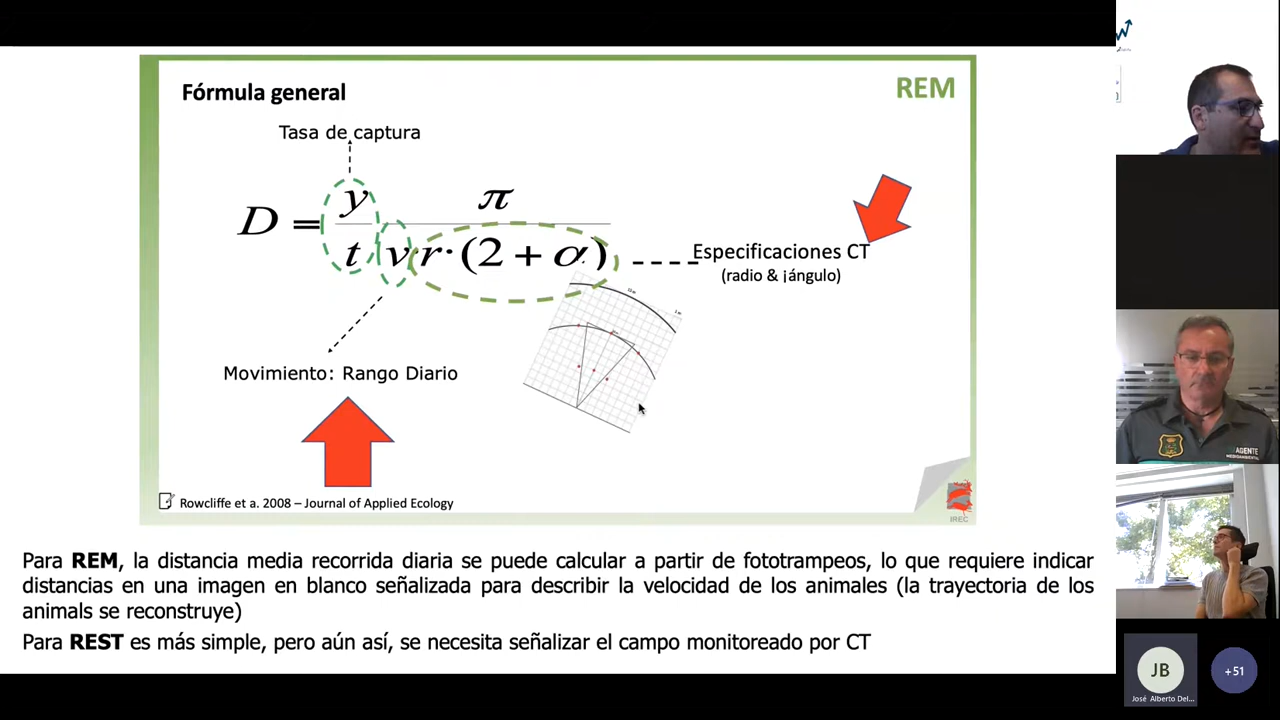 Fórmula general
REM
Tasa de captura
D = y π
t v r · (2 + α)
Especificaciones CT
(radio & ¡ángulo)
Movimiento: Rango Diario
Rowcliffe et a. 2008 – Journal of Applied Ecology
IREC
Para REM, la distancia media recorrida diaria se puede calcular a partir de fototrampeos, lo que requiere indicar
distancias en una imagen en blanco señalizada para describir la velocidad de los animales (la trayectoria de los
animals se reconstruye)
Para REST es más simple, pero aún así, se necesita señalizar el campo monitoreado por CT
AGENTE
JB
José Alberto Del...
+51